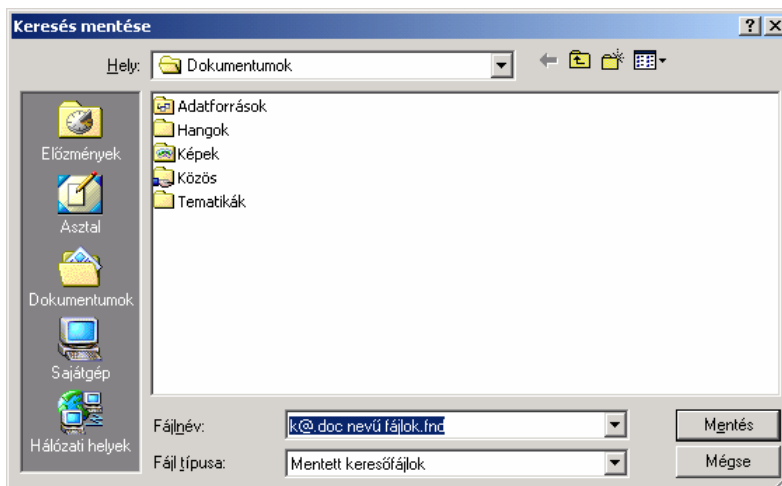 Keresés mentése
Hely: Dokumentumok
Előzmények
Asztal
Dokumentumok
Sajátgép
Hálózati helyek
Adatforrások
Hangok
Képek
Közös
Tematikák
Fájlnév: k@.doc nevű fájlok.fnd Mentés
Fájl típusa: Mentett keresőfájlok Mégse